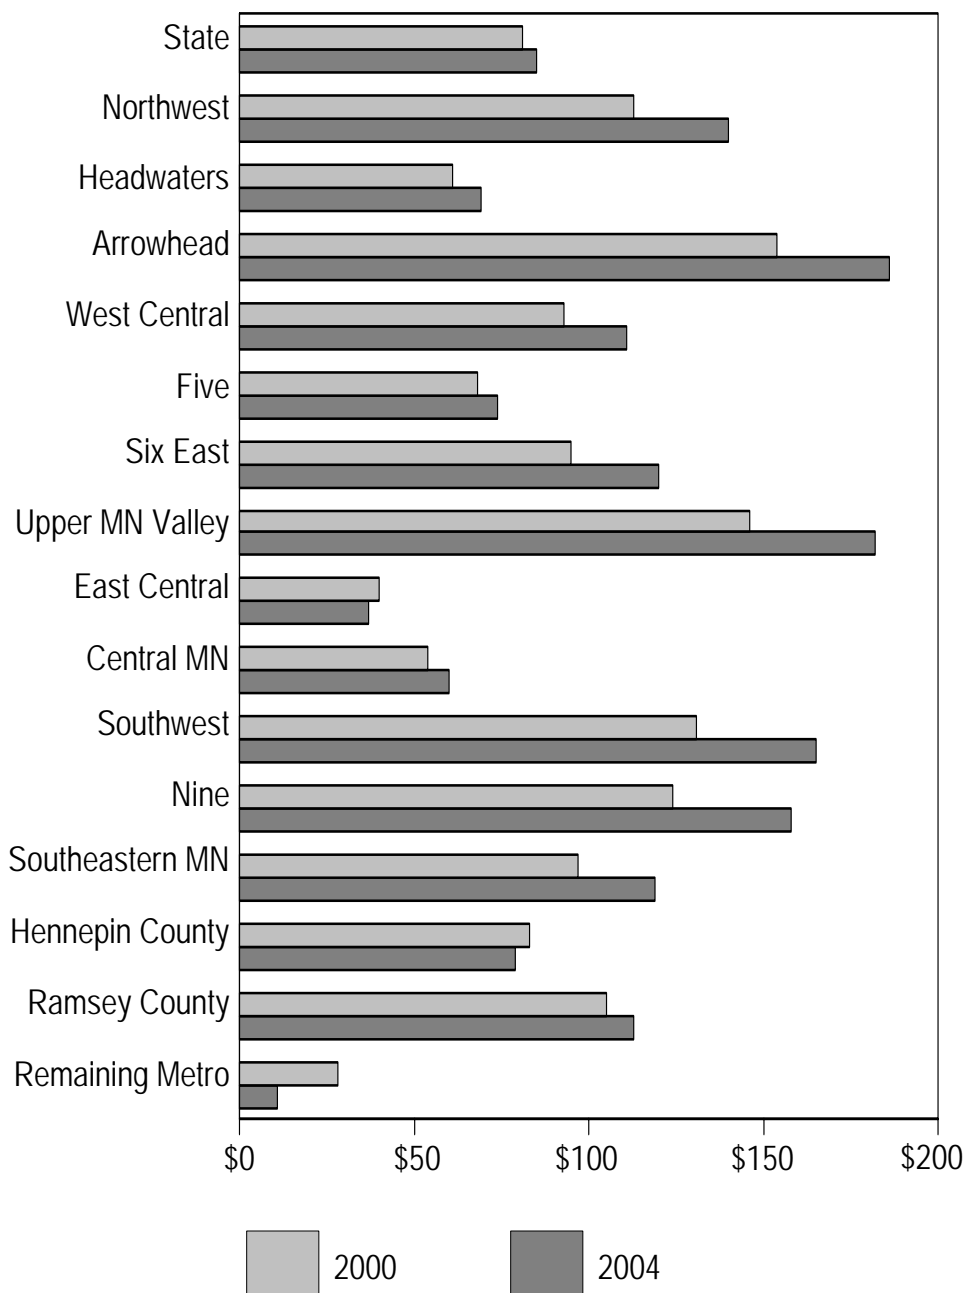 State
Northwest
Headwaters
Arrowhead
West Central
Five
Six East
Upper MN Valley
East Central
Central MN
Southwest
Nine
Southeastern MN
Hennepin County
Ramsey County
Remaining Metro
$0 $50 $100 $150 $200
2000 2004